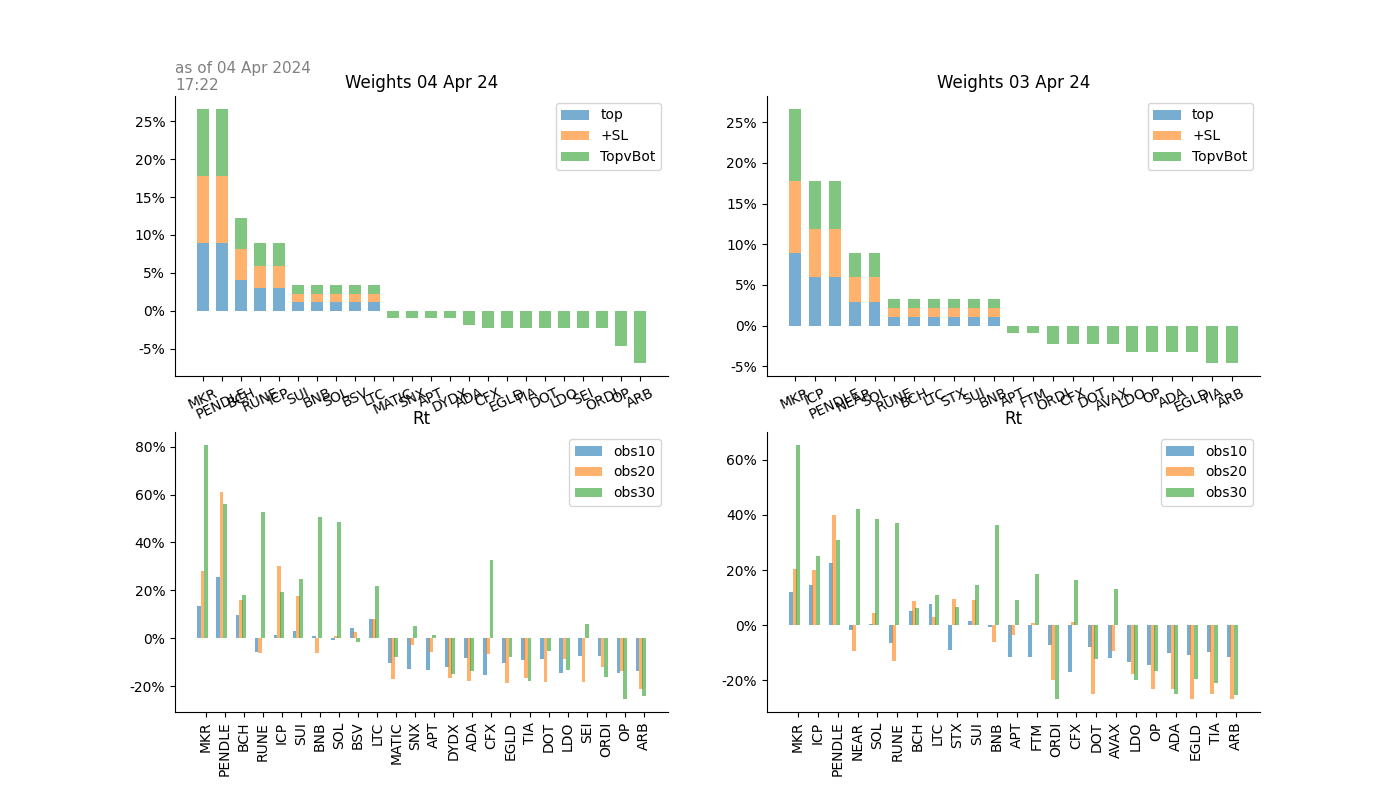 as of 04 Apr 2024
17:22
Weights 04 Apr 24
top
+SL
TopvBot
25%
20%
15%
10%
5%
0%
-5%
MKR
PENDLE
BCH
RUNE
ICP
SUI
BNB
SOL
BSV
LTC
MATIC
SNX
APT
DYDX
ADA
CFX
EGLD
TIA
DOT
LDO
SEI
ORDI
OP
ARB
Weights 03 Apr 24
top
+SL
TopvBot
25%
20%
15%
10%
5%
0%
-5%
MKR
ICP
PENDLE
NEAR
SOL
RUNE
BCH
LTC
STX
SUI
BNB
APT
FTM
ORDI
CFX
DOT
AVAX
LDO
OP
ADA
EGLD
TIA
ARB
Rt
obs10
obs20
obs30
80%
60%
40%
20%
0%
-20%
MKR
PENDLE
BCH
RUNE
ICP
SUI
BNB
SOL
BSV
LTC
MATIC
SNX
APT
DYDX
ADA
CFX
EGLD
TIA
DOT
LDO
SEI
ORDI
OP
ARB
Rt
obs10
obs20
obs30
60%
40%
20%
0%
-20%
MKR
ICP
PENDLE
NEAR
SOL
RUNE
BCH
LTC
STX
SUI
BNB
APT
FTM
ORDI
CFX
DOT
AVAX
LDO
OP
ADA
EGLD
TIA
ARB